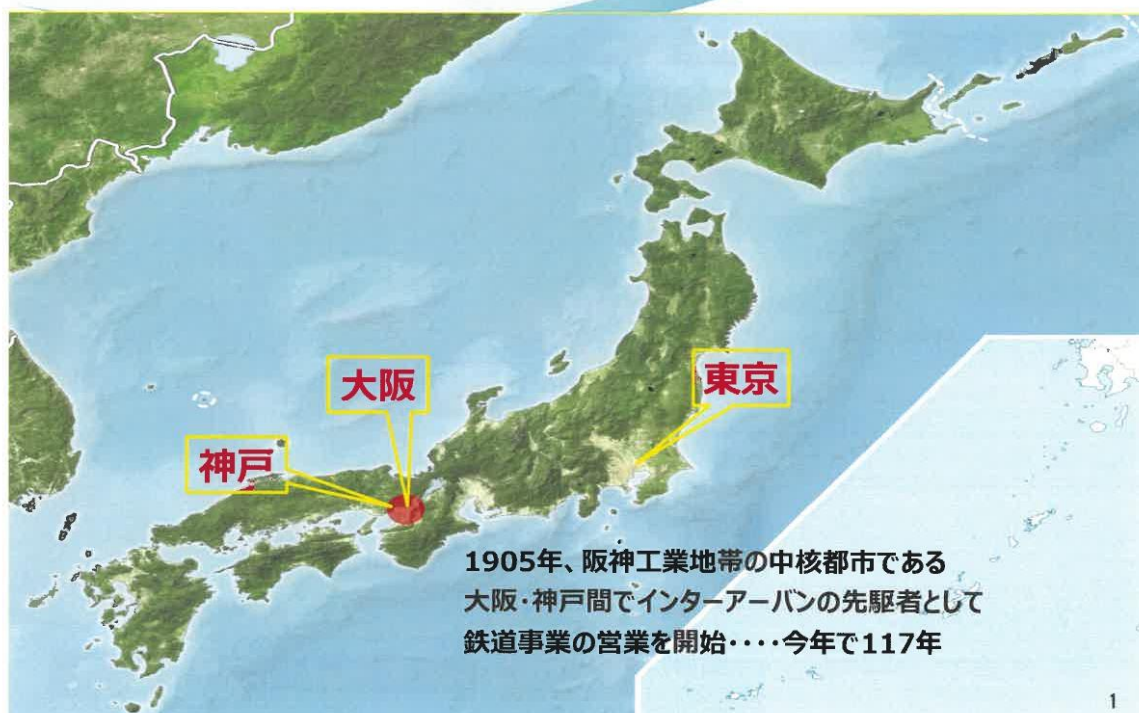 大阪
東京
神戸
1905年、阪神工業地帯の中核都市である
大阪・神戸間でインターアーバンの先駆者として
鉄道事業の営業を開始・・・・今年で117年
1